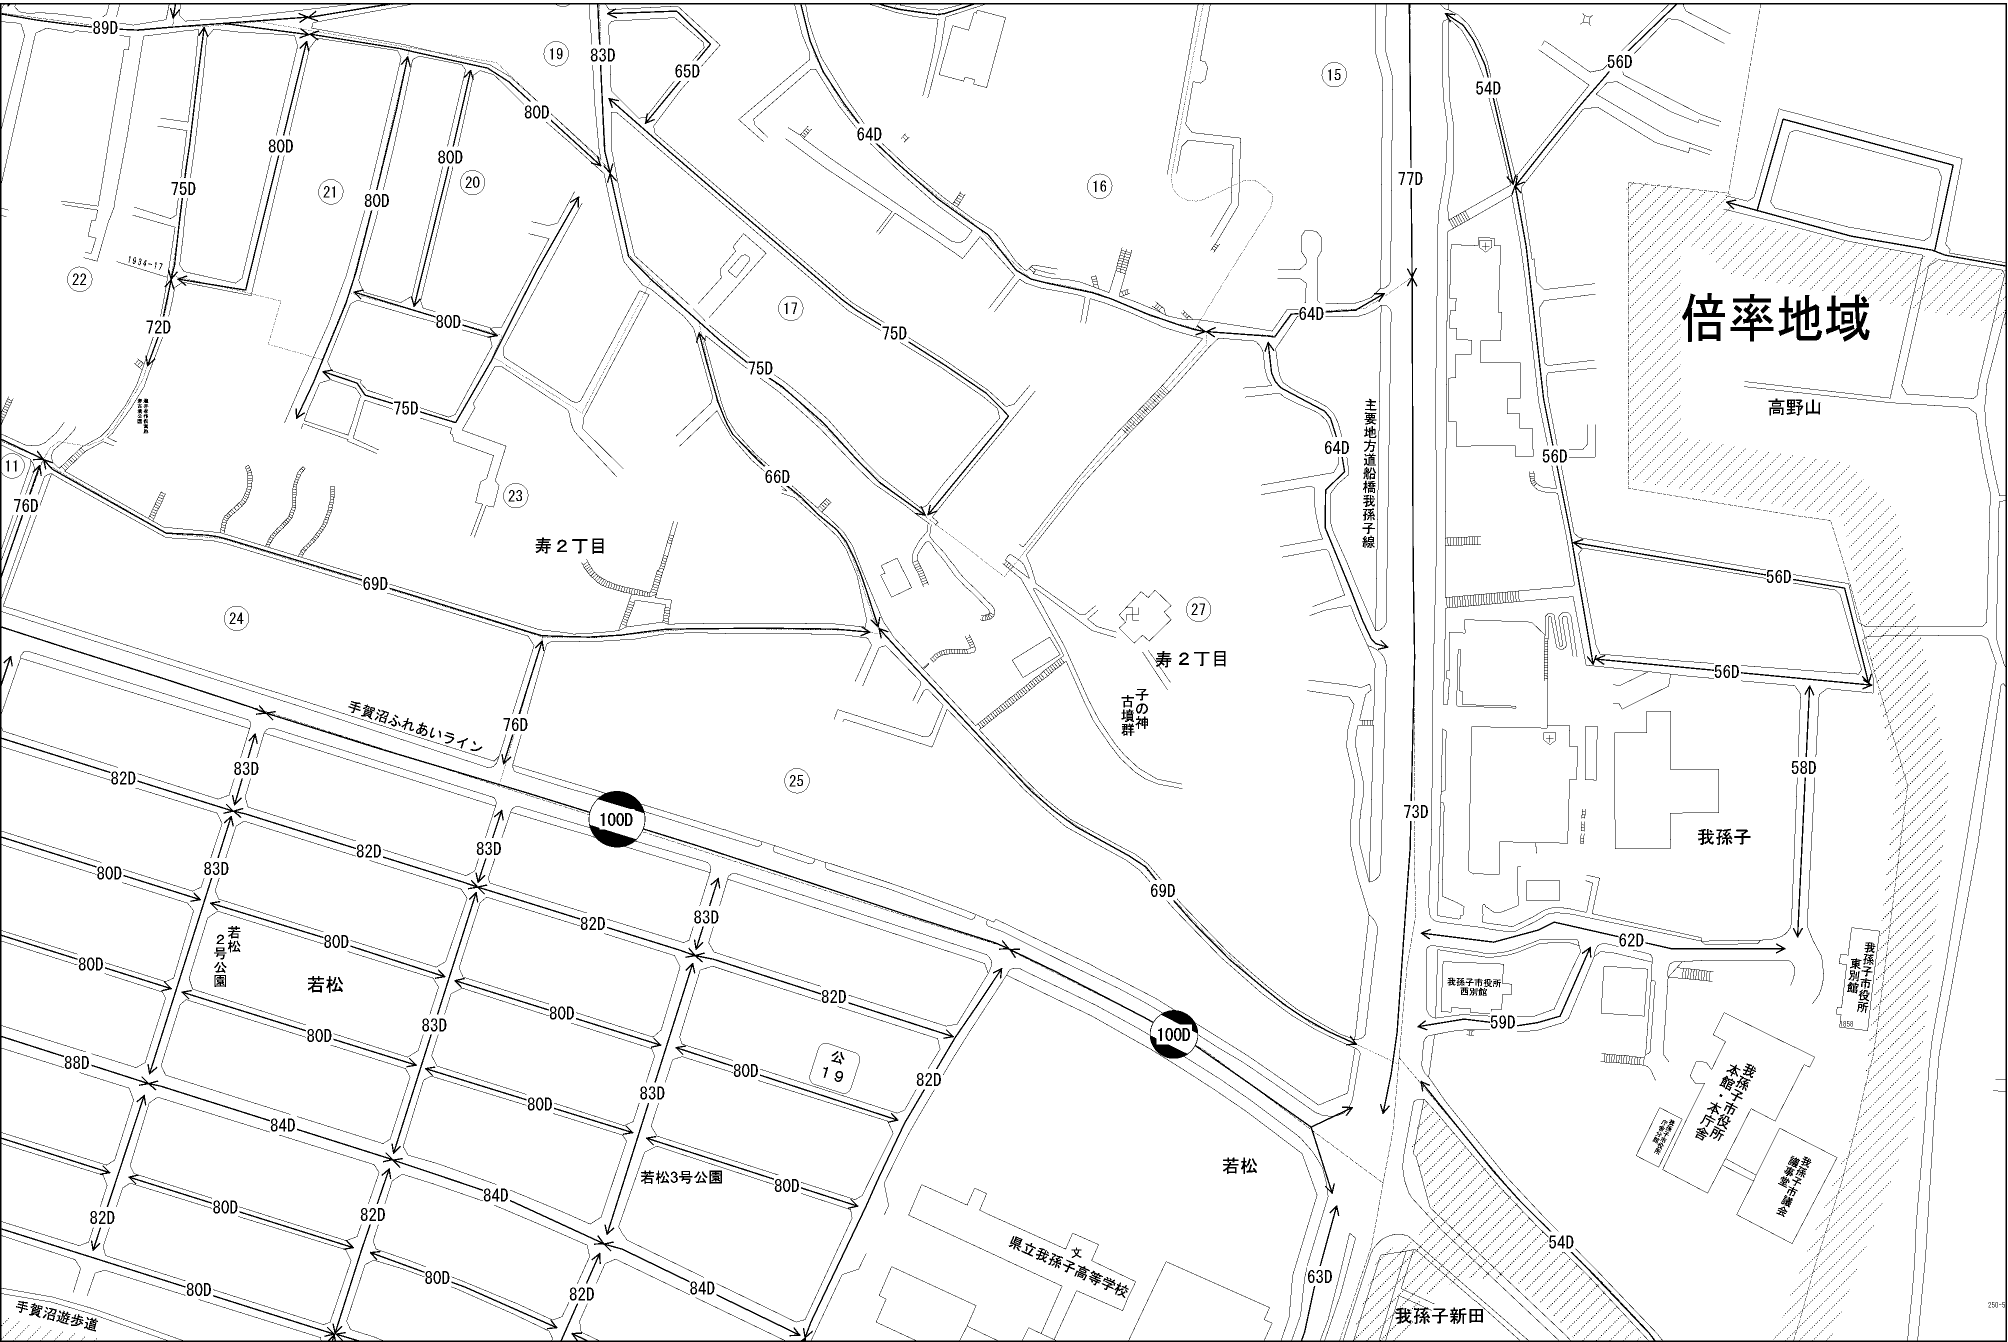 89D
19
83D
65D
15
56D
54D
80D
64D
80D
80D
77D
75D
21
80D
20
16
1934-17
22
72D
80D
17
64D
75D
倍率地域
75D
75D
高野山
11
76D
66D
64D
主要地方道船橋我孫子線
56D
23
寿２丁目
69D
24
27
56D
寿２丁目
56D
子の神
古墳群
手賀沼ふれあいライン
76D
82D
83D
25
58D
100D
73D
我孫子
80D
83D
82D
83D
69D
若松
２号公園
82D
83D
62D
80D
80D
若松
82D
我孫子市役所
西別館
我孫子市役所
東別館
1858
80D
83D
59D
88D
80D
100D
公
19
80D
82D
83D
80D
84D
我孫子市役所
本館・本庁舎
若松
若松3号公園
80D
84D
80D
82D
82D
我孫子市議会
議事堂
54D
県立我孫子高等学校
文
63D
80D
80D
82D
84D
手賀沼遊歩道
我孫子新田